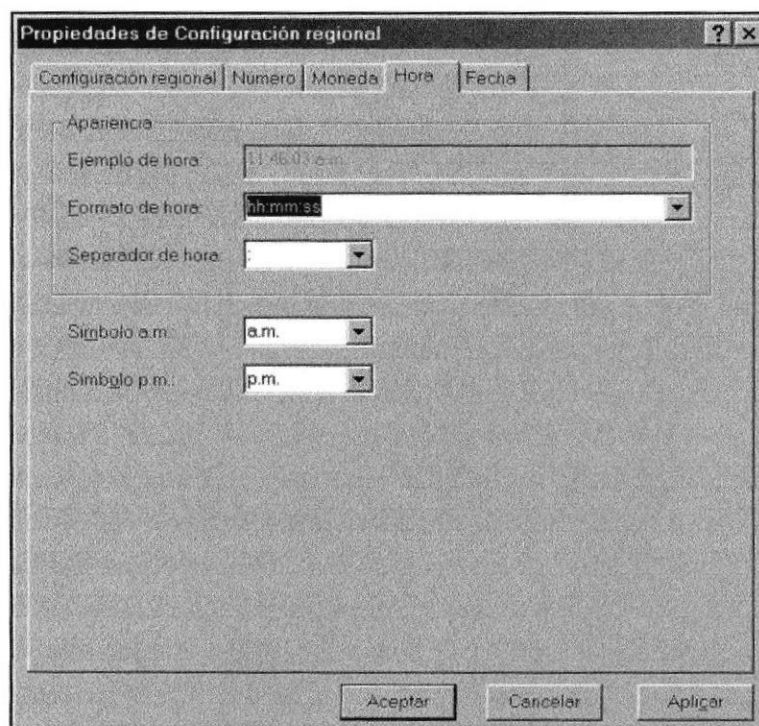 Propiedades de Configuración regional
Configuración regional Número Moneda Hora Fecha
Apariencia
Ejemplo de hora: 11:46:03 a.m.
Formato de hora: hh:mm:ss
Separador de hora: :
Símbolo a.m.: a.m.
Símbolo p.m.: p.m.
Aceptar Cancelar Aplicar